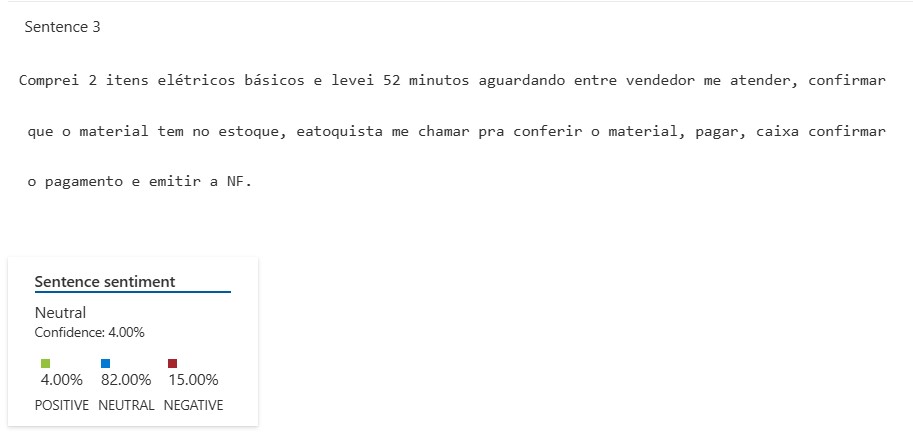 Sentence 3
Comprei 2 itens elétricos básicos e levei 52 minutos aguardando entre vendedor me atender, confirmar
que o material tem no estoque, eatoquista me chamar pra conferir o material, pagar, caixa confirmar
o pagamento e emitir a NF.
Sentence sentiment
Neutral
Confidence: 4.00%
4.00% 82.00% 15.00%
POSITIVE NEUTRAL NEGATIVE